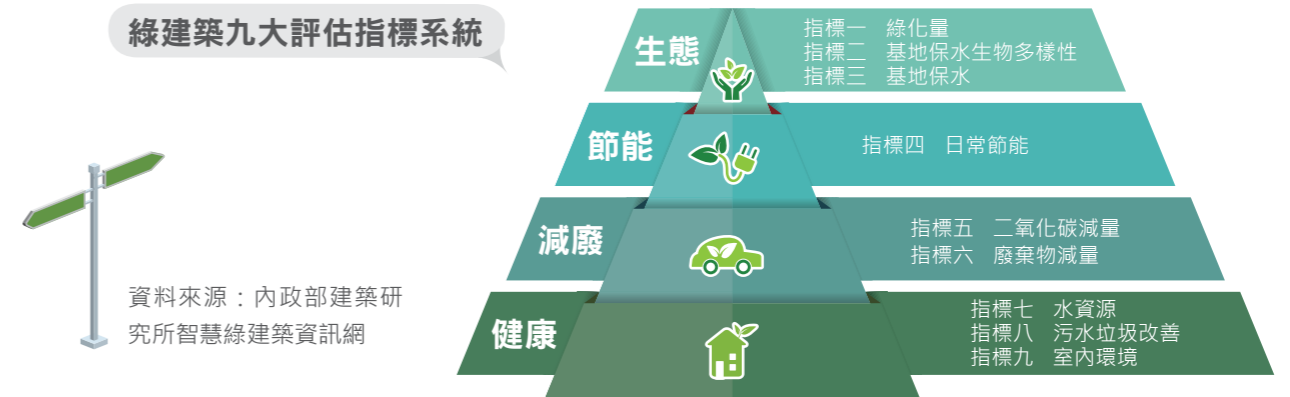 綠建築九大評估指標系統
生態
指標一 綠化量
指標二 基地保水生物多樣性
指標三 基地保水
節能
指標四 日常節能
減廢
指標五 二氧化碳減量
指標六 廢棄物減量
健康
指標七 水資源
指標八 污水垃圾改善
指標九 室內環境
資料來源：內政部建築研
究所智慧綠建築資訊網